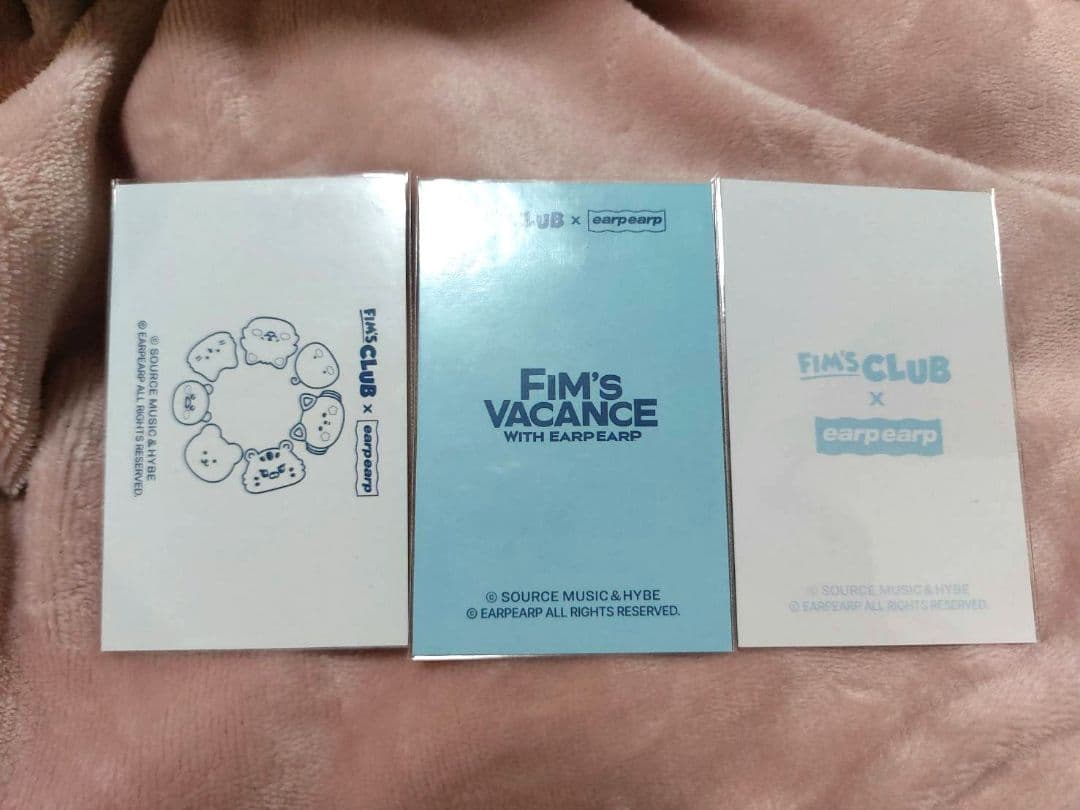 FIM'S CLUB x earpearp
© SOURCE MUSIC & HYBE
© EARPEARP ALL RIGHTS RESERVED.
CLUB x earpearp
FIM'S
VACANCE
WITH EARPEARP
© SOURCE MUSIC & HYBE
© EARPEARP ALL RIGHTS RESERVED.
FIM'S CLUB
x
earpearp
© SOURCE MUSIC & HYBE
© EARPEARP ALL RIGHTS RESERVED.